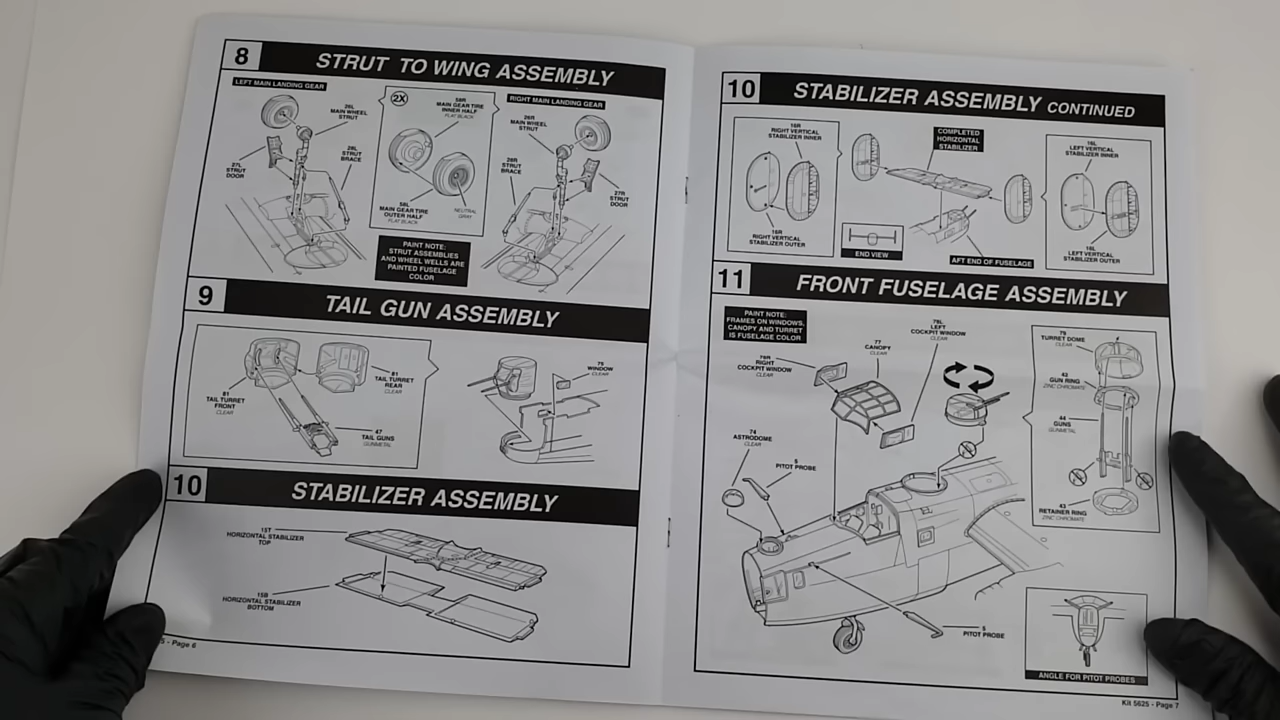 8
STRUT TO WING ASSEMBLY
LEFT MAIN LANDING GEAR
26L
MAIN WHEEL
STRUT
27L
STRUT
DOOR
28L
STRUT
BRACE
2X
58R
MAIN GEAR TIRE
INNER HALF
FLAT BLACK
58L
MAIN GEAR TIRE
OUTER HALF
FLAT BLACK
NEUTRAL
GRAY
RIGHT MAIN LANDING GEAR
26R
MAIN WHEEL
STRUT
28R
STRUT
BRACE
27R
STRUT
DOOR
PAINT NOTE:
STRUT ASSEMBLIES
AND WHEEL WELLS ARE
PAINTED FUSELAGE
COLOR
9
TAIL GUN ASSEMBLY
81
TAIL TURRET
FRONT
CLEAR
81
TAIL TURRET
REAR
CLEAR
47
TAIL GUNS
GUNMETAL
75
WINDOW
CLEAR
10
STABILIZER ASSEMBLY
15T
HORIZONTAL STABILIZER
TOP
15B
HORIZONTAL STABILIZER
BOTTOM
5 - Page 6
10
STABILIZER ASSEMBLY CONTINUED
16R
RIGHT VERTICAL
STABILIZER INNER
16R
RIGHT VERTICAL
STABILIZER OUTER
COMPLETED
HORIZONTAL
STABILIZER
END VIEW
AFT END OF FUSELAGE
16L
LEFT VERTICAL
STABILIZER INNER
16L
LEFT VERTICAL
STABILIZER OUTER
11
FRONT FUSELAGE ASSEMBLY
PAINT NOTE:
FRAMES ON WINDOWS,
CANOPY AND TURRET
IS FUSELAGE COLOR
79R
RIGHT
COCKPIT WINDOW
CLEAR
77
CANOPY
CLEAR
79L
LEFT
COCKPIT WINDOW
CLEAR
74
ASTRODOME
CLEAR
5
PITOT PROBE
TURRET DOME
CLEAR
43
GUN RING
ZINC CHROMATE
44
GUNS
GUNMETAL
43
RETAINER RING
ZINC CHROMATE
5
PITOT PROBE
ANGLE FOR PITOT PROBES
Kit 5625 - Page 7